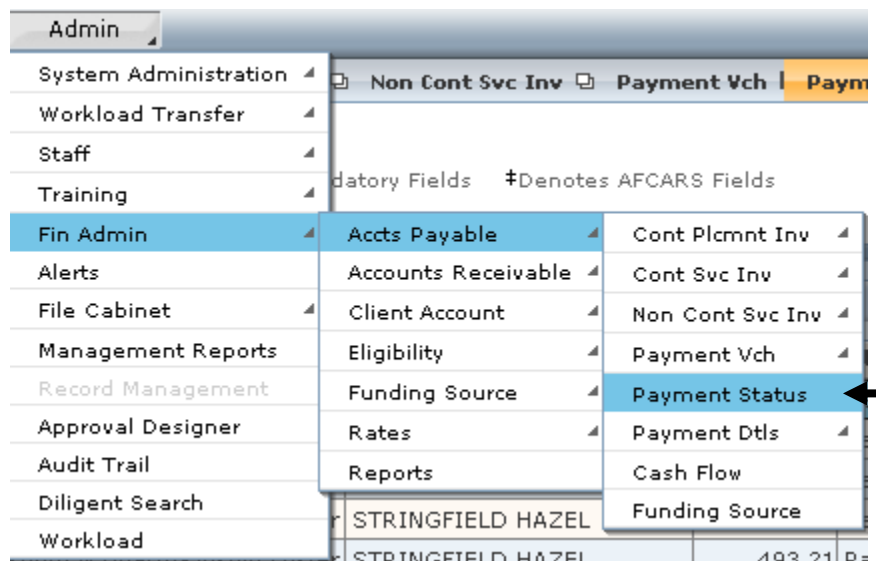 Admin
System Administration
Non Cont Svc Inv Payment Vch Paym
Workload Transfer
Staff
datory Fields ‡Denotes AFCARS Fields
Training
Fin Admin
Accts Payable
Cont Plcmnt Inv
Alerts
Accounts Receivable
Cont Svc Inv
File Cabinet
Client Account
Non Cont Svc Inv
Management Reports
Eligibility
Payment Vch
Record Management
Funding Source
Payment Status
Approval Designer
Rates
Payment Dtls
Audit Trail
Reports
Cash Flow
Diligent Search
r STRINGFIELD HAZEL
Funding Source
Workload
STRINGFIELD HAZEL 493.21 Pa